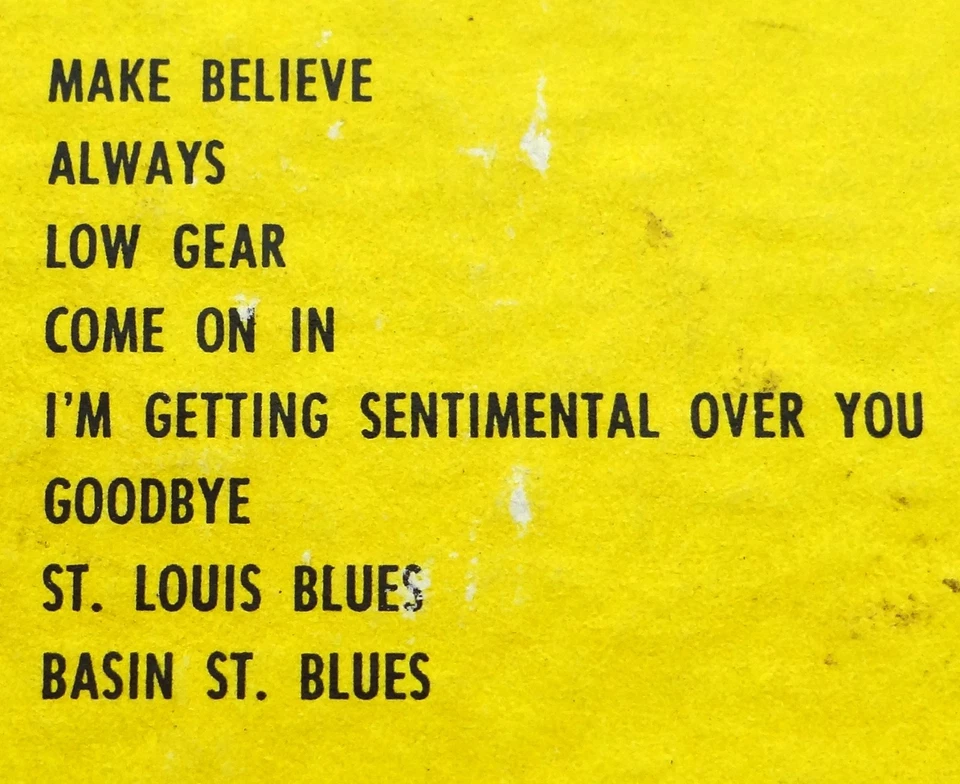 MAKE BELIEVE
ALWAYS
LOW GEAR
COME ON IN
I'M GETTING SENTIMENTAL OVER YOU
GOODBYE
ST. LOUIS BLUES
BASIN ST. BLUES